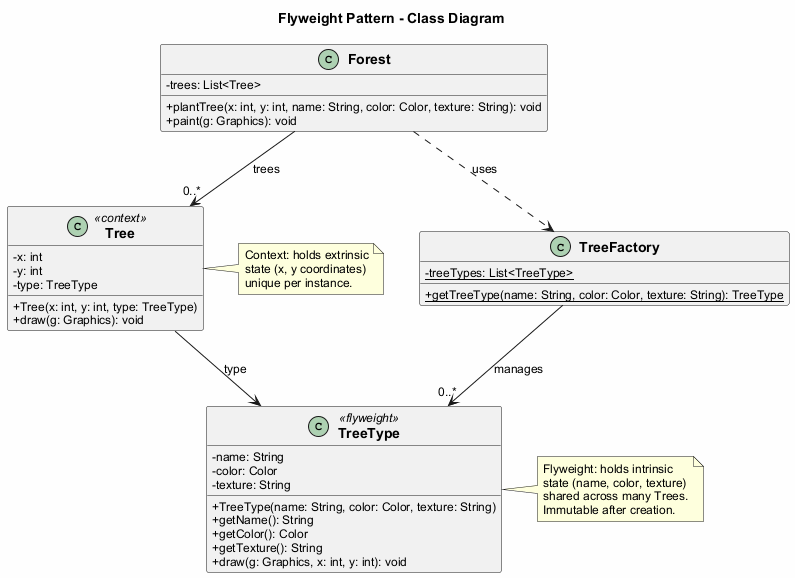 Flyweight Pattern - Class Diagram
C Forest
-trees: List<Tree>
+plantTree(x: int, y: int, name: String, color: Color, texture: String): void
+paint(g: Graphics): void
trees
uses
0..*
«context»
C Tree
-x: int
-y: int
-type: TreeType
+Tree(x: int, y: int, type: TreeType)
+draw(g: Graphics): void
Context: holds extrinsic
state (x, y coordinates)
unique per instance.
C TreeFactory
-treeTypes: List<TreeType>
+getTreeType(name: String, color: Color, texture: String): TreeType
type
manages
0..*
«flyweight»
C TreeType
-name: String
-color: Color
-texture: String
+TreeType(name: String, color: Color, texture: String)
+getName(): String
+getColor(): Color
+getTexture(): String
+draw(g: Graphics, x: int, y: int): void
Flyweight: holds intrinsic
state (name, color, texture)
shared across many Trees.
Immutable after creation.